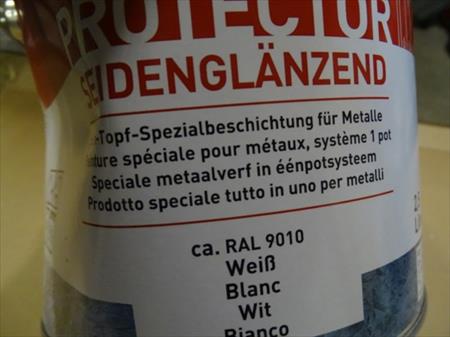 PROTECTOR
SEIDENGLÄNZEND
-Topf-Spezialbeschichtung für Metalle
spéciale pour métaux, système 1 pot
Speciale metaalverf in éénpotsysteem
Prodotto speciale tutto in uno per metalli
ca. RAL 9010
Weiß
Blanc
Wit
Bianco